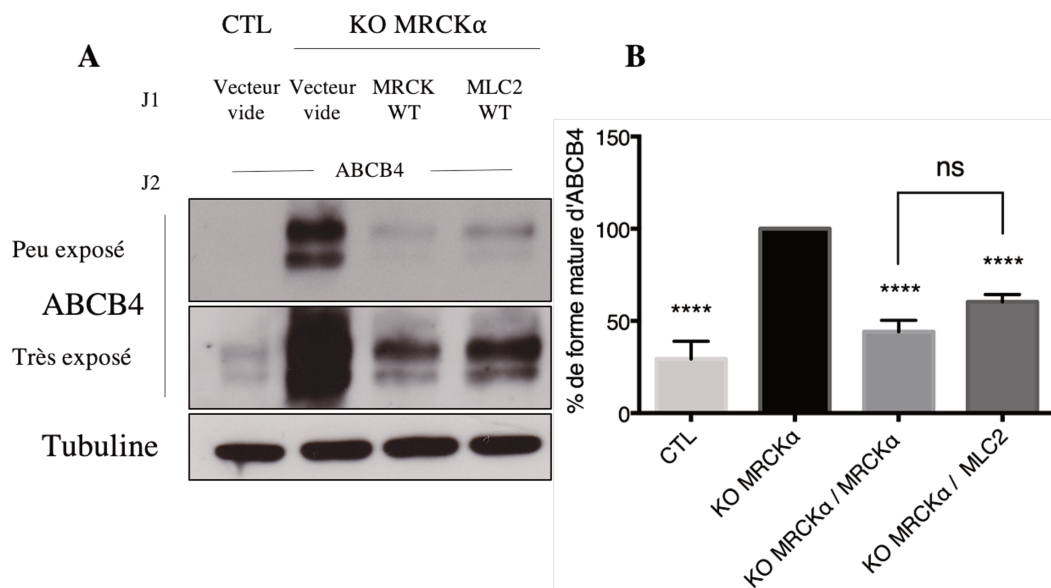 CTL KO MRCKα
A
J1
Vecteur Vecteur MRCK MLC2
vide vide WT WT
J2
ABCB4
Peu exposé
ABCB4
Très exposé
Tubuline
B
% de forme mature d'ABCB4
150
100
50
0
ns
****
****
****
CTL
KO MRCKα
KO MRCKα / MRCKα
KO MRCKα / MLC2